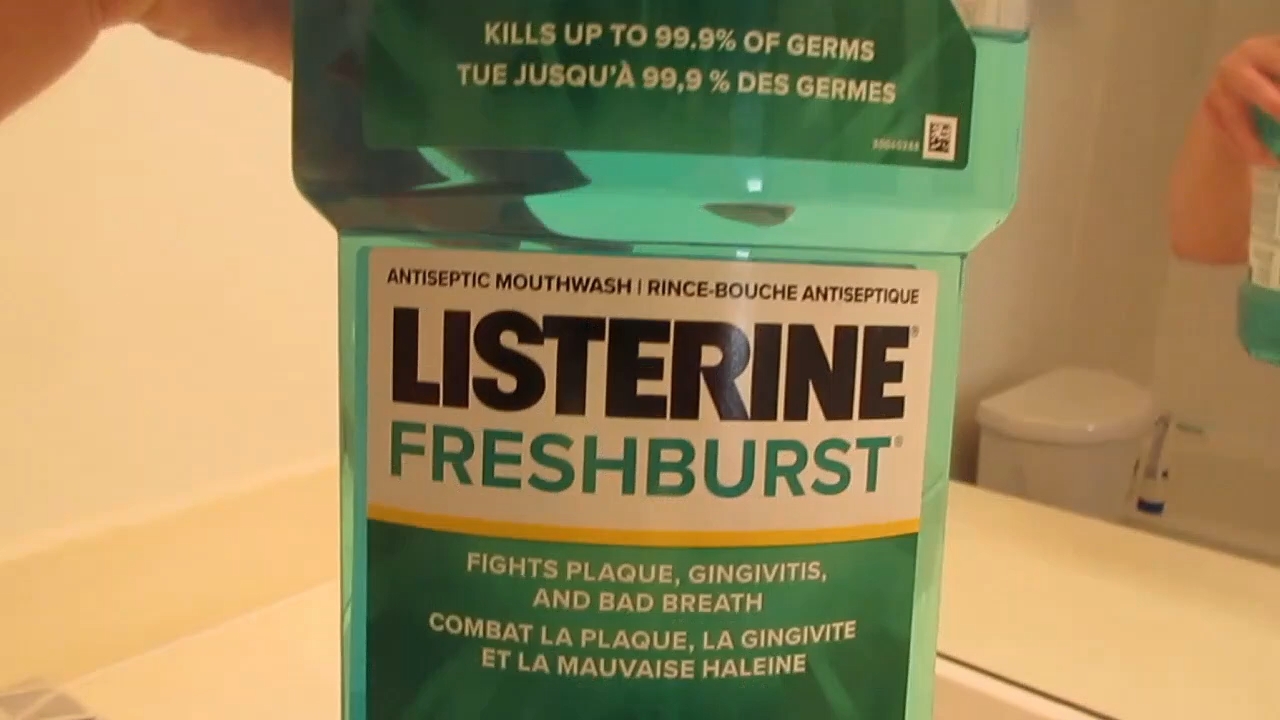 KILLS UP TO 99.9% OF GERMS
TUE JUSQU'À 99,9 % DES GERMES
ANTISEPTIC MOUTHWASH | RINCE-BOUCHE ANTISEPTIQUE
LISTERINE®
FRESHBURST®
FIGHTS PLAQUE, GINGIVITIS,
AND BAD BREATH
COMBAT LA PLAQUE, LA GINGIVITE
ET LA MAUVAISE HALEINE